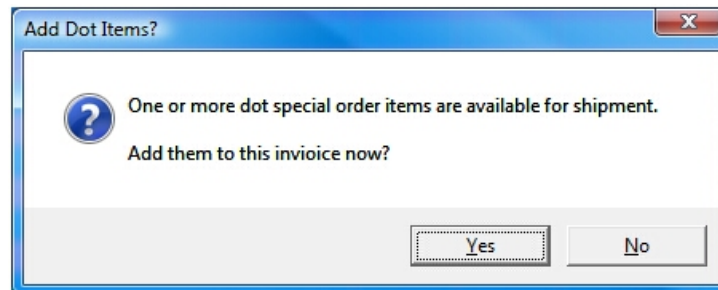 Add Dot Items?
One or more dot special order items are available for shipment.
Add them to this invioice now?
Yes
No